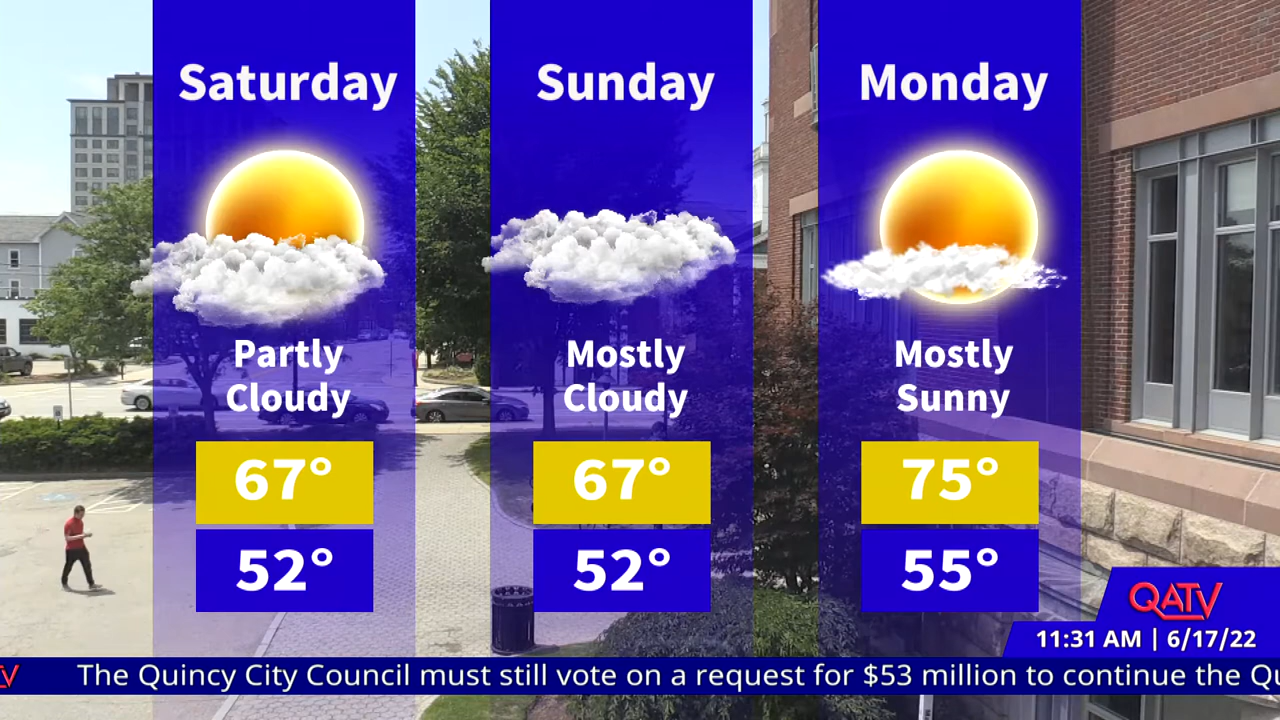 Saturday
Partly
Cloudy
67°
52°
Sunday
Mostly
Cloudy
67°
52°
Monday
Mostly
Sunny
75°
55°
QATV
11:31 AM | 6/17/22
The Quincy City Council must still vote on a request for $53 million to continue the